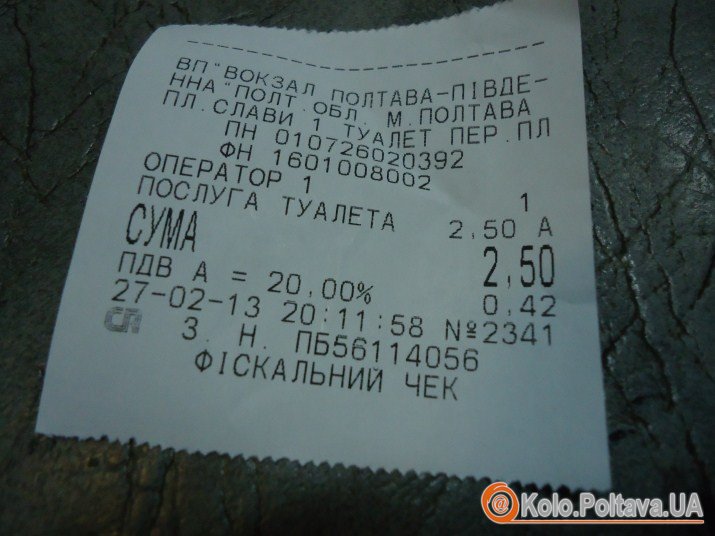 ВП "ВОКЗАЛ ПОЛТАВА-ПІВДЕ-
ННА "ПОЛТ.ОБЛ. М.ПОЛТАВА
ПЛ.СЛАВИ 1 ТУАЛЕТ ПЕР.ПЛ
ПН 010726020392
ФН 1601008002
ОПЕРАТОР 1 1
ПОСЛУГА ТУАЛЕТА 2,50 А
СУМА 2,50
ПДВ А = 20,00% 0,42
27-02-13 20:11:58 №2341
З. Н. ПБ56114056
ФІСКАЛЬНИЙ ЧЕК
@Kolo.Poltava.UA